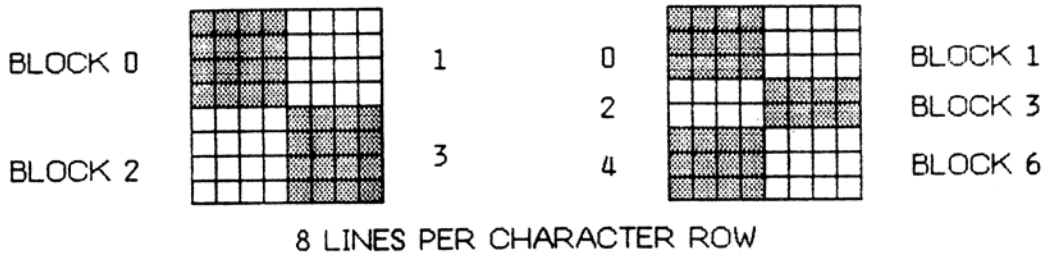 BLOCK 0 1 0 BLOCK 1
2 BLOCK 3
BLOCK 2 3 4 BLOCK 6
8 LINES PER CHARACTER ROW